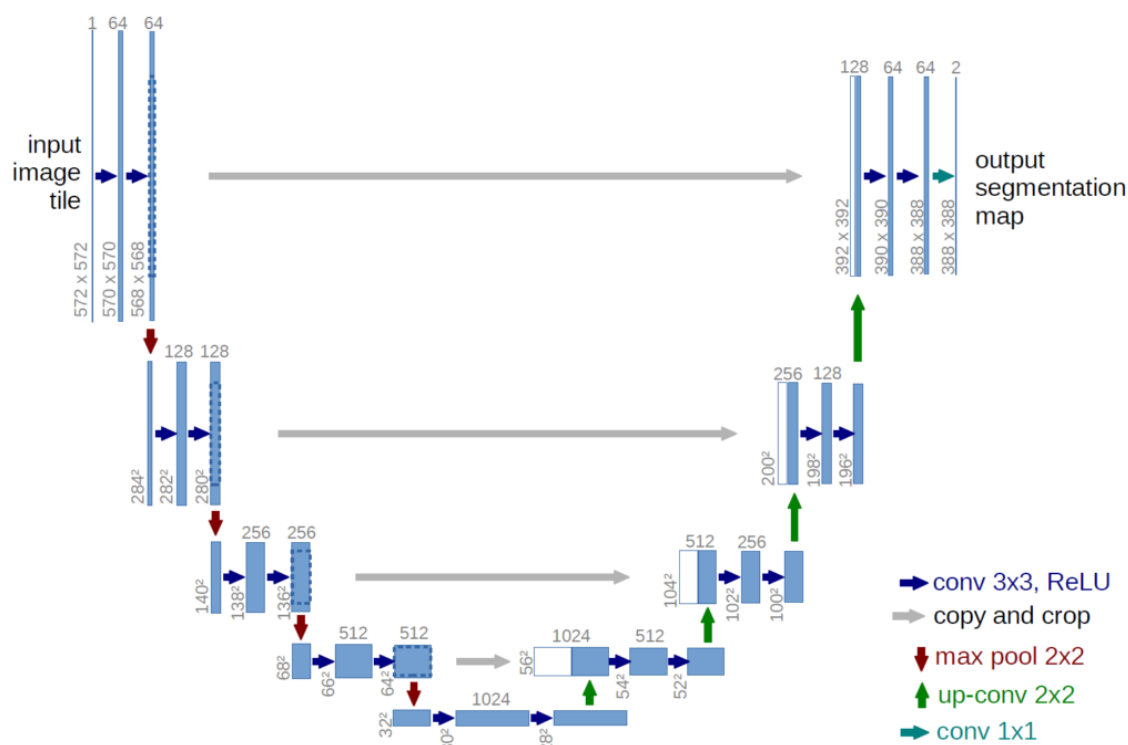 1 64 64
128 64 64 2
input
image
tile
output
segmentation
map
572 x 572
570 x 570
568 x 568
392 x 392
390 x 390
388 x 388
388 x 388
128 128
256 128
284²
282²
280²
200²
198²
196²
256 256
512 256
140²
138²
136²
104²
102²
100²
512 512
1024 512
68²
66²
64²
56²
54²
52²
1024
32²
conv 3x3, ReLU
copy and crop
max pool 2x2
up-conv 2x2
conv 1x1